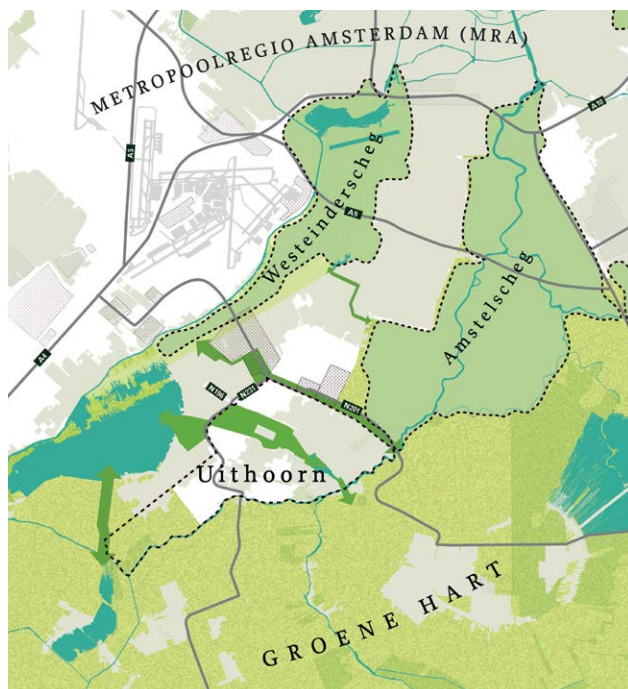 METROPOOLREGIO AMSTERDAM (MRA)
A10
A5
Westeinderscheg
A9
Amstelscheg
A4
N196
N231
N201
Uithoorn
GROENE HART